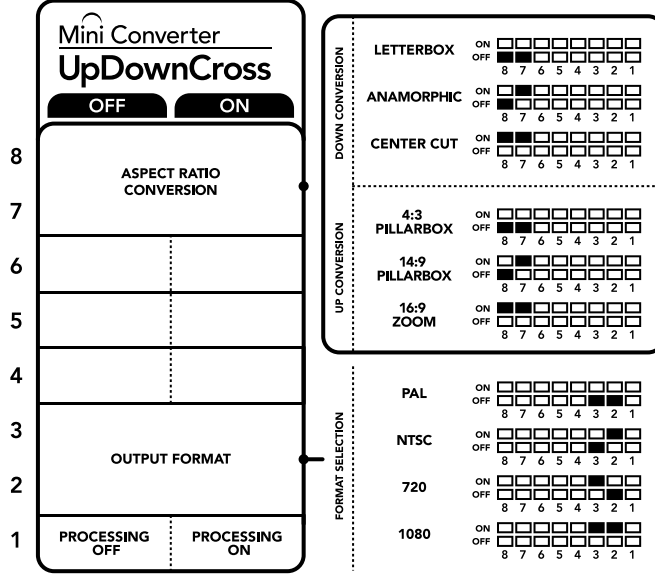 Mini Converter
UpDownCross
OFF ON
8
ASPECT RATIO
CONVERSION
7
6
5
4
3
OUTPUT FORMAT
2
1
PROCESSING
OFF
PROCESSING
ON
DOWN CONVERSION
LETTERBOX
ON
OFF
8 7 6 5 4 3 2 1
ANAMORPHIC
ON
OFF
8 7 6 5 4 3 2 1
CENTER CUT
ON
OFF
8 7 6 5 4 3 2 1
UP CONVERSION
4:3
PILLARBOX
ON
OFF
8 7 6 5 4 3 2 1
14:9
PILLARBOX
ON
OFF
8 7 6 5 4 3 2 1
16:9
ZOOM
ON
OFF
8 7 6 5 4 3 2 1
FORMAT SELECTION
PAL
ON
OFF
8 7 6 5 4 3 2 1
NTSC
ON
OFF
8 7 6 5 4 3 2 1
720
ON
OFF
8 7 6 5 4 3 2 1
1080
ON
OFF
8 7 6 5 4 3 2 1